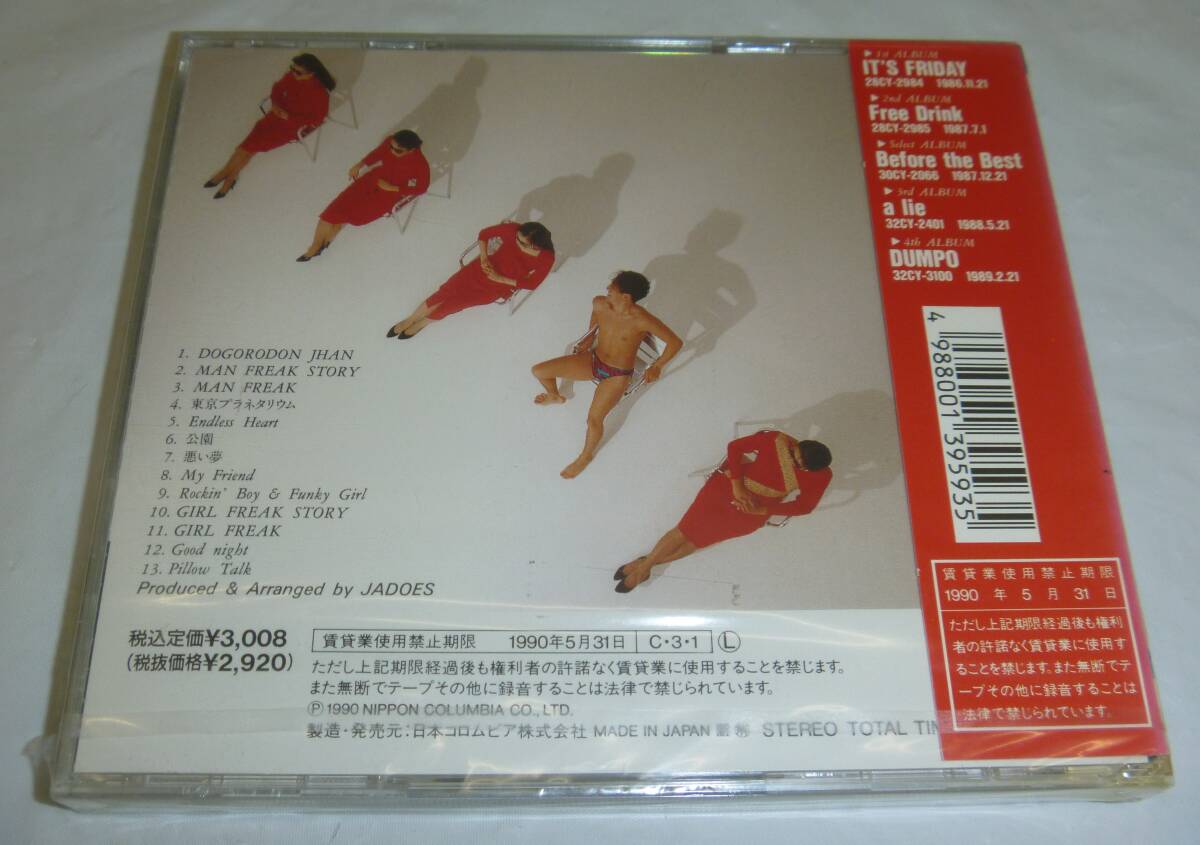 1. DOGORODON JHAN
2. MAN FREAK STORY
3. MAN FREAK
4. 東京プラネタリウム
5. Endless Heart
6. 公園
7. 悪い夢
8. My Friend
9. Rockin' Boy & Funky Girl
10. GIRL FREAK STORY
11. GIRL FREAK
12. Good night
13. Pillow Talk
Produced & Arranged by JADOES
税込定価¥3,008
(税抜価格¥2,920)
賃貸業使用禁止期限 1990年5月31日 C・3・1 Ⓛ
ただし上記期限経過後も権利者の許諾なく賃貸業に使用することを禁じます。
また無断でテープその他に録音することは法律で禁じられています。
Ⓟ1990 NIPPON COLUMBIA CO., LTD.
製造・発売元:日本コロムビア株式会社 MADE IN JAPAN STEREO TOTAL TIM
▶ 1st ALBUM
IT'S FRIDAY
28CY-2984 1986.11.21
▶ 2nd ALBUM
Free Drink
28CY-2985 1987.7.1
▶ Select ALBUM
Before the Best
30CY-2066 1987.12.21
▶ 3rd ALBUM
a lie
32CY-2401 1988.5.21
▶ 4th ALBUM
DUMPO
32CY-3100 1989.2.21
4 988001 395935
賃貸業使用禁止期限
1990 年 5 月 31 日
ただし上記期限経過後も権利
者の許諾なく賃貸業に使用す
ることを禁じます。また無断でテ
ープその他に録音することは
法律で禁じられています。